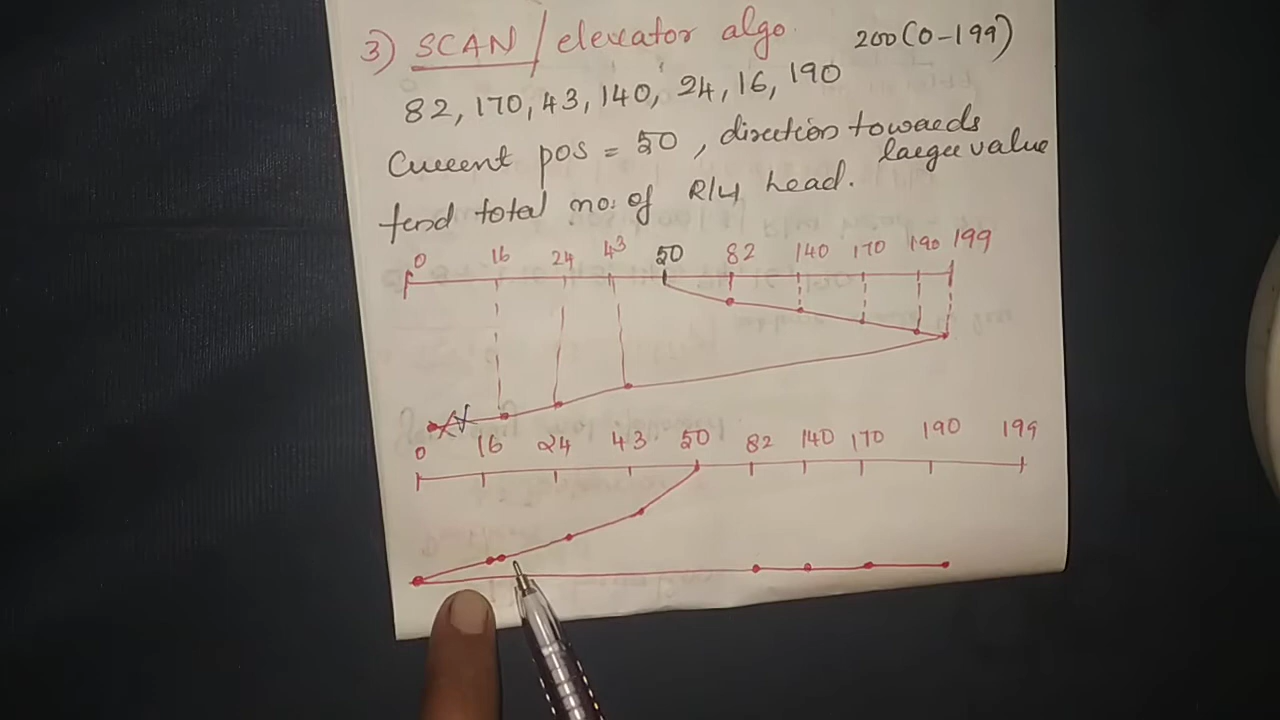 3) SCAN / elevator algo. 200(0-199)
82, 170, 43, 140, 24, 16, 190
Current pos = 50, direction towards
larger value
find total no. of R/W head.
0 16 24 43 50 82 140 170 190 199
0 16 24 43 50 82 140 170 190 199